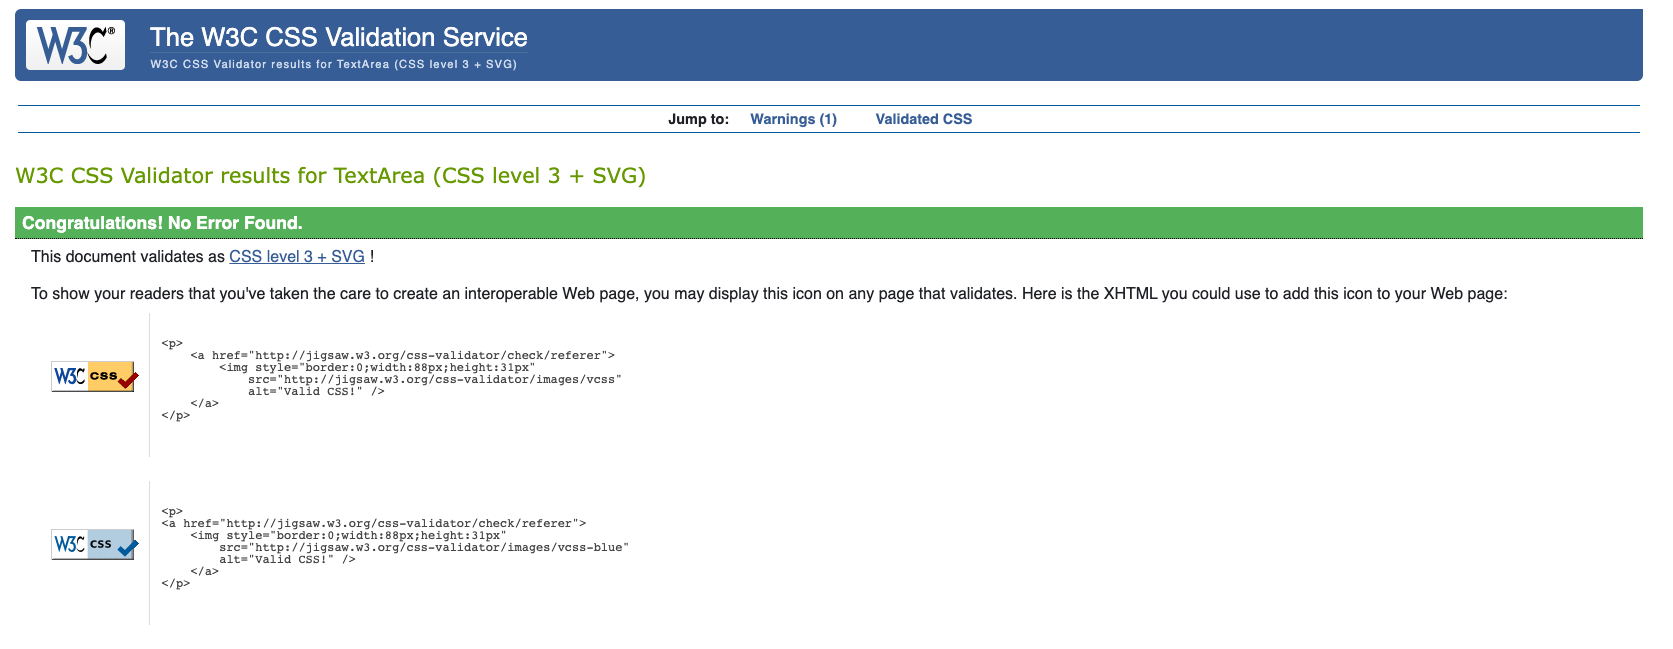 W3C® The W3C CSS Validation Service
W3C CSS Validator results for TextArea (CSS level 3 + SVG)
Jump to: Warnings (1) Validated CSS
W3C CSS Validator results for TextArea (CSS level 3 + SVG)
Congratulations! No Error Found.
This document validates as CSS level 3 + SVG !
To show your readers that you've taken the care to create an interoperable Web page, you may display this icon on any page that validates. Here is the XHTML you could use to add this icon to your Web page:
W3C CSS
<p>
<a href="http://jigsaw.w3.org/css-validator/check/referer">
<img style="border:0;width:88px;height:31px"
src="http://jigsaw.w3.org/css-validator/images/vcss"
alt="Valid CSS!" />
</a>
</p>
W3C CSS
<p>
<a href="http://jigsaw.w3.org/css-validator/check/referer">
<img style="border:0;width:88px;height:31px"
src="http://jigsaw.w3.org/css-validator/images/vcss-blue"
alt="Valid CSS!" />
</a>
</p>